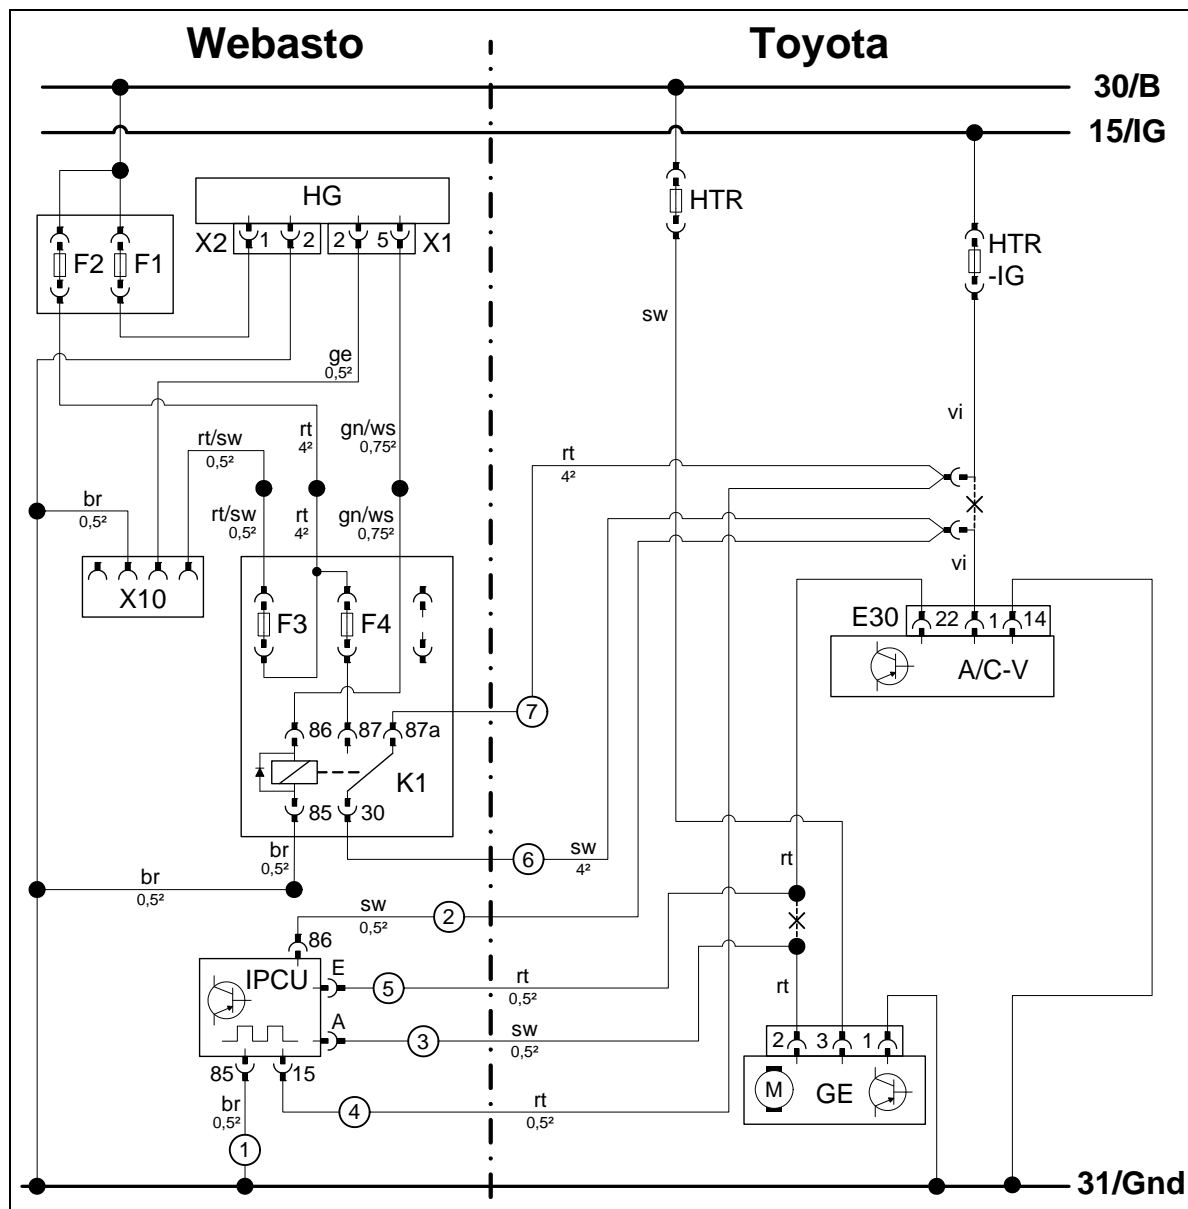 Webasto
Toyota
30/B
15/IG
HG
HTR
X2 1 2 2 5 X1
F2 F1
HTR
-IG
sw
ge
0,5²
vi
rt/sw
0,5²
rt
4²
gn/ws
0,75²
rt
4²
br
0,5²
rt/sw
0,5²
rt
4²
gn/ws
0,75²
vi
X10
F3 F4
E30 22 1 14
A/C-V
7
86 87 87a
K1
85 30
br
0,5²
6
sw
4²
rt
br
0,5²
sw
0,5²
2
86
IPCU
E
5
rt
0,5²
rt
A
3
sw
0,5²
2 3 1
85 15
M
GE
br
0,5²
4
rt
0,5²
1
31/Gnd